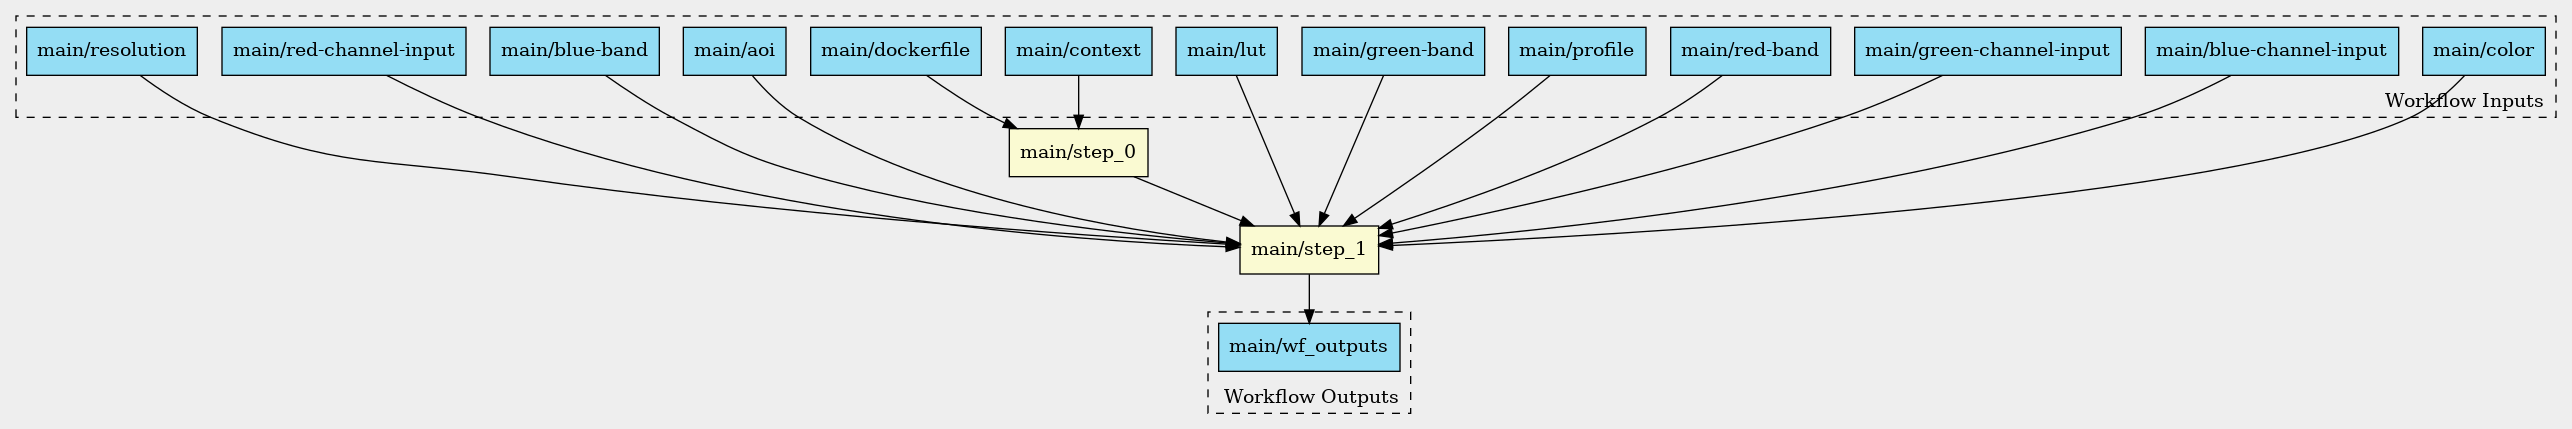 main/resolution
main/red-channel-input
main/blue-band
main/aoi
main/dockerfile
main/context
main/lut
main/green-band
main/profile
main/red-band
main/green-channel-input
main/blue-channel-input
main/color
Workflow Inputs
main/step_0
main/step_1
main/wf_outputs
Workflow Outputs